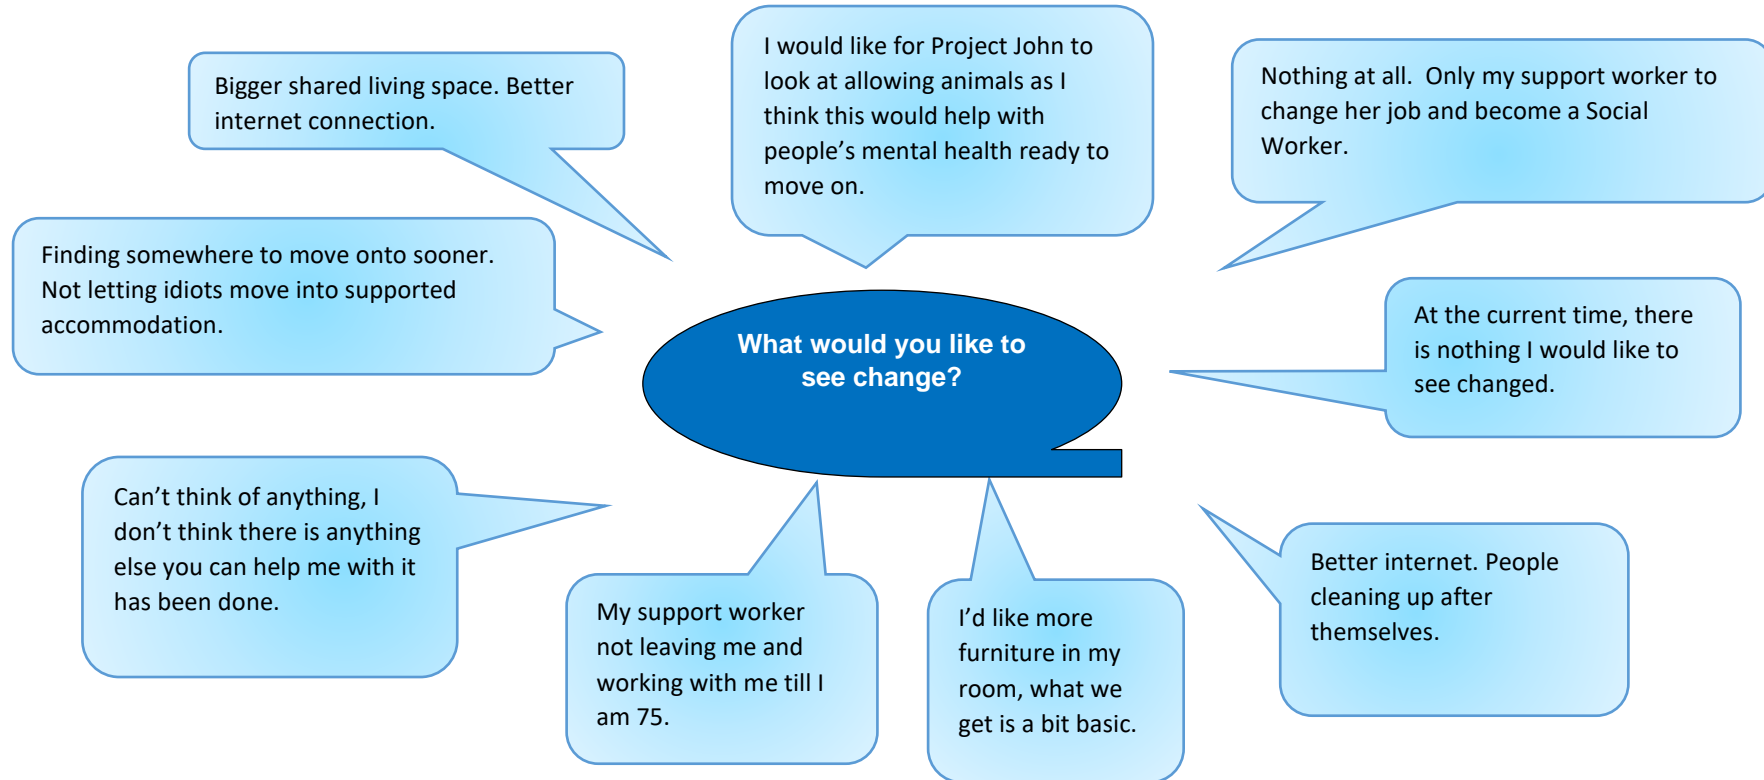 Bigger shared living space. Better
internet connection.
I would like for Project John to
look at allowing animals as I
think this would help with
people’s mental health ready to
move on.
Nothing at all.  Only my support worker to
change her job and become a Social
Worker.
Finding somewhere to move onto sooner.
Not letting idiots move into supported
accommodation.
What would you like to
see change?
At the current time, there
is nothing I would like to
see changed.
Can’t think of anything, I
don’t think there is anything
else you can help me with it
has been done.
My support worker
not leaving me and
working with me till I
am 75.
I’d like more
furniture in my
room, what we
get is a bit basic.
Better internet. People
cleaning up after
themselves.